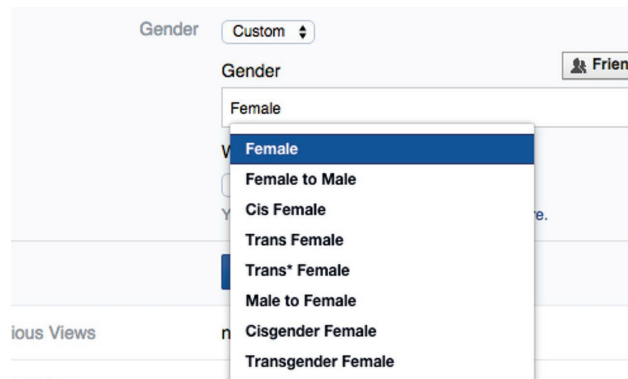 Gender Custom
Gender Frien
Female
Female
Female to Male
Cis Female
Trans Female
Trans* Female
Male to Female
ious Views
Cisgender Female
Transgender Female